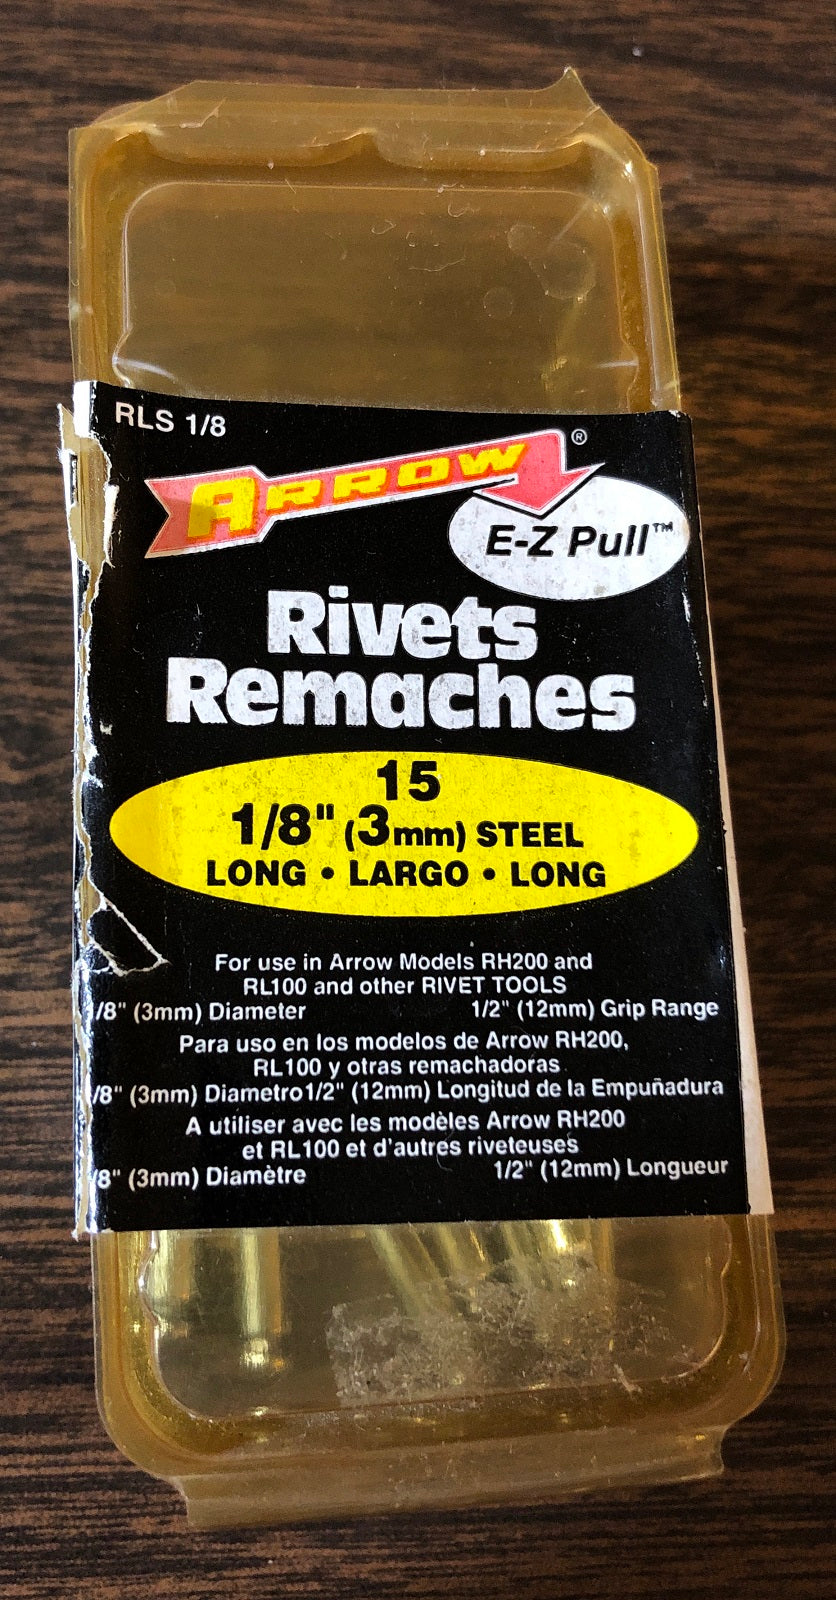 RLS 1/8
ARROW®
E-Z Pull™
Rivets
Remaches
15
1/8" (3mm) STEEL
LONG • LARGO • LONG
For use in Arrow Models RH200 and
RL100 and other RIVET TOOLS
1/8" (3mm) Diameter 1/2" (12mm) Grip Range
Para uso en los modelos de Arrow RH200,
RL100 y otras remachadoras
/8" (3mm) Diametro1/2" (12mm) Longitud de la Empuñadura
A utiliser avec les modèles Arrow RH200
et RL100 et d'autres riveteuses
/8" (3mm) Diamètre 1/2" (12mm) Longueur